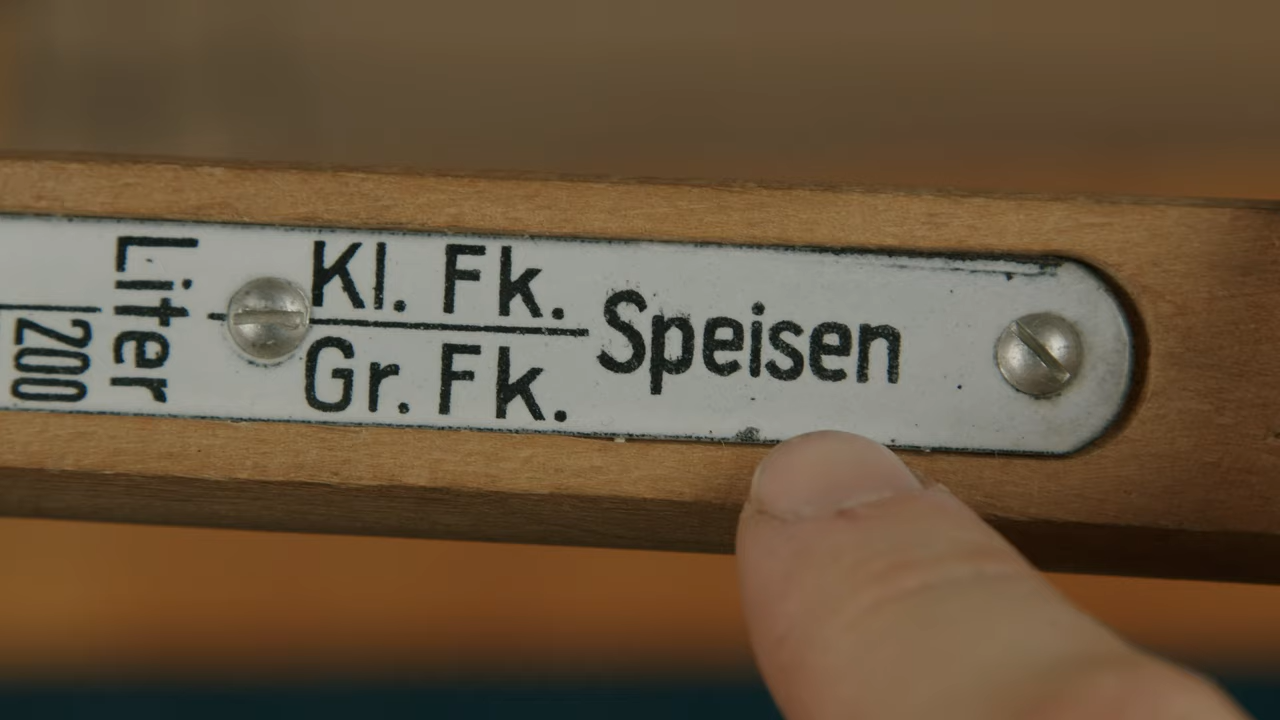 Liter
200
Kl. Fk.
Gr. Fk.
Speisen